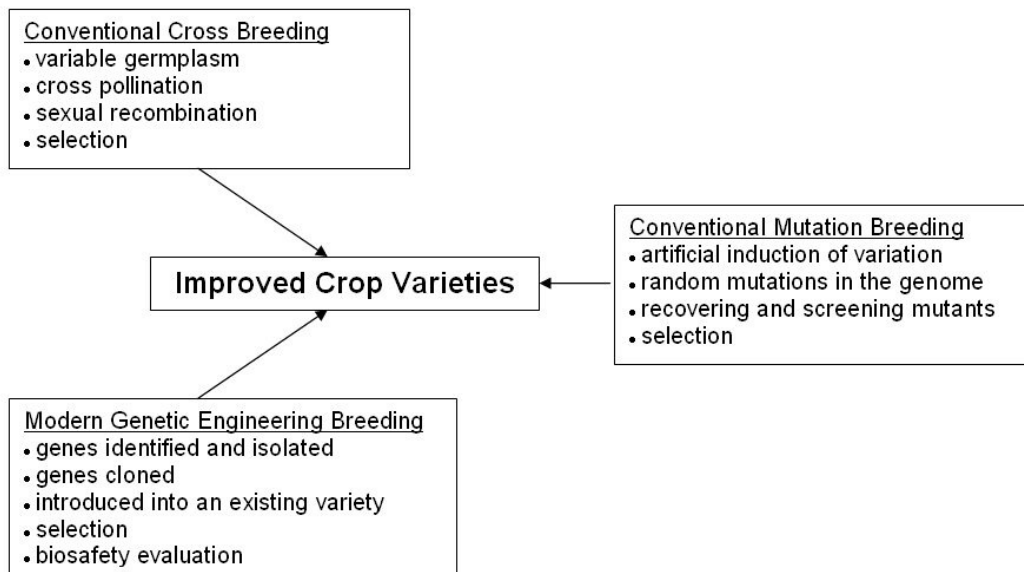 Conventional Cross Breeding
• variable germplasm
• cross pollination
• sexual recombination
• selection
Conventional Mutation Breeding
• artificial induction of variation
• random mutations in the genome
• recovering and screening mutants
• selection
Improved Crop Varieties
Modern Genetic Engineering Breeding
• genes identified and isolated
• genes cloned
• introduced into an existing variety
• selection
• biosafety evaluation